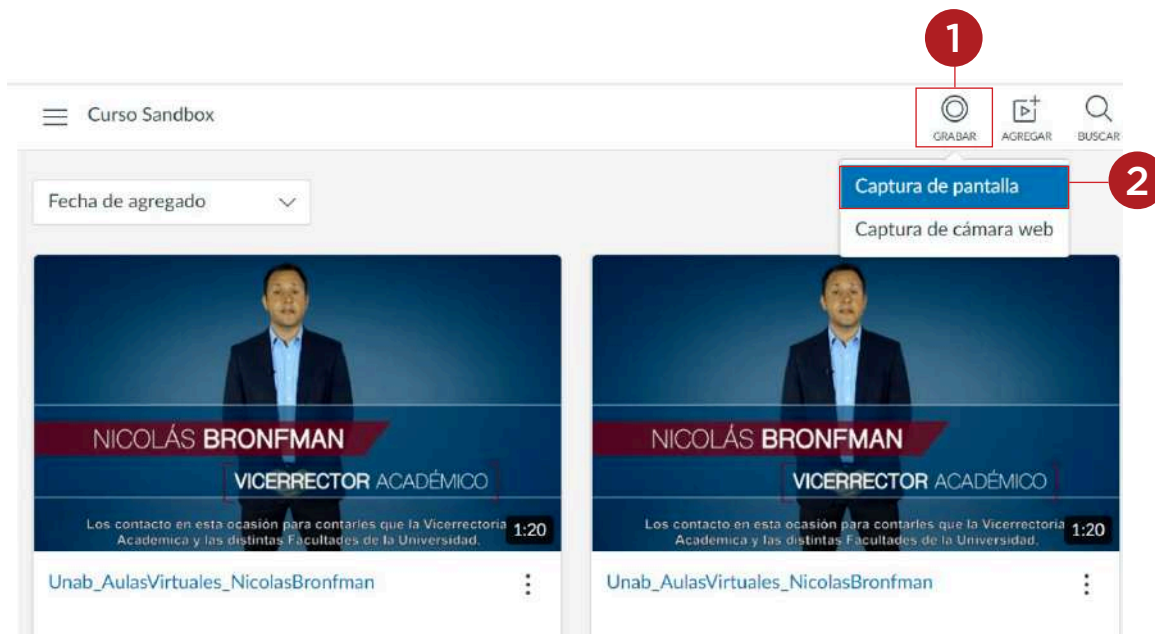 1
Curso Sandbox
GRABAR
AGREGAR
BUSCAR
Captura de pantalla
2
Captura de cámara web
Fecha de agregado
NICOLÁS BRONFMAN
VICERRECTOR ACADÉMICO
Los contacto en esta ocasión para contarles que la Vicerrectoria
Academica y las distintas Facultades de la Universidad.
1:20
Unab_AulasVirtuales_NicolasBronfman
NICOLÁS BRONFMAN
VICERRECTOR ACADÉMICO
Los contacto en esta ocasión para contarles que la Vicerrectoria
Academica y las distintas Facultades de la Universidad.
1:20
Unab_AulasVirtuales_NicolasBronfman